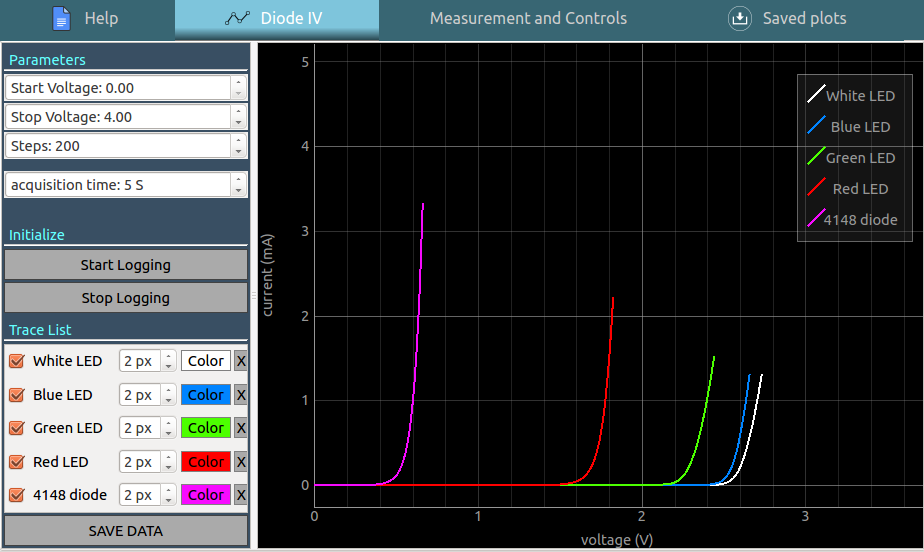 Help Diode IV Measurement and Controls Saved plots
Parameters
Start Voltage: 0.00
Stop Voltage: 4.00
Steps: 200
acquisition time: 5 S
Initialize
Start Logging
Stop Logging
Trace List
White LED 2 px Color X
Blue LED 2 px Color X
Green LED 2 px Color X
Red LED 2 px Color X
4148 diode 2 px Color X
SAVE DATA
5
4
3
2
1
0
current (mA)
0 1 2 3
voltage (V)
White LED
Blue LED
Green LED
Red LED
4148 diode